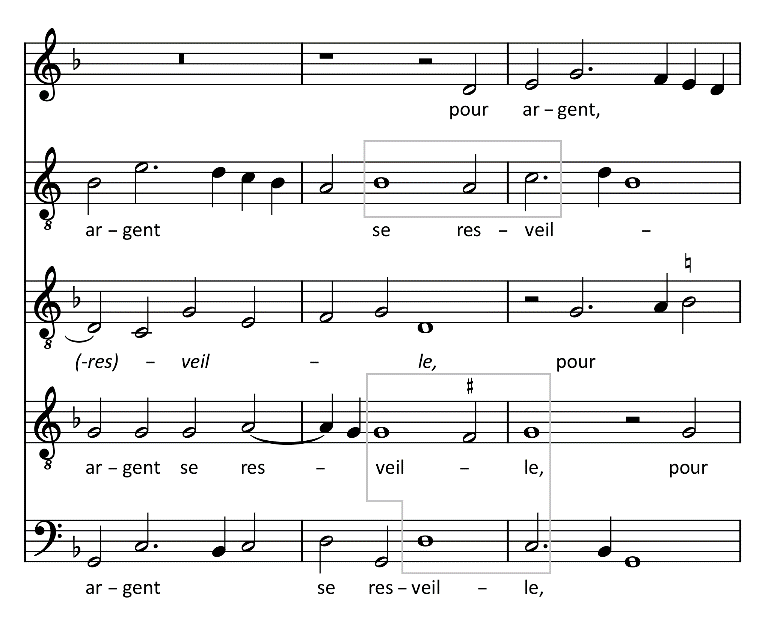 pour ar – gent,
ar – gent se res – veil –
(-res) – veil – le, pour
ar – gent se res – veil – le, pour
ar – gent se res – veil – le,